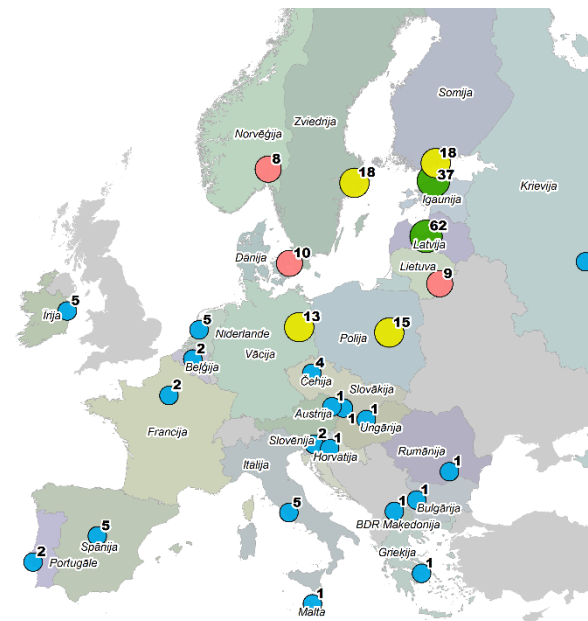 Somija
Zviedrija
Norvēģija
18
8
18
37
Krievija
Igaunija
62
Latvija
10
Dānija
Lietuva
9
5
Īrija
5
Nīderlande
13
15
Polija
Vācija
2
Beļģija
4
Čehija
2
Slovākija
1
1
1
Austrija
Ungārija
Francija
Slovēnija
2
1
Horvatija
Rumānija
Itālija
1
1
Bulgārija
1
5
BDR Maķedonija
5
Spānija
2
Portugāle
Grieķija
1
1
Malta